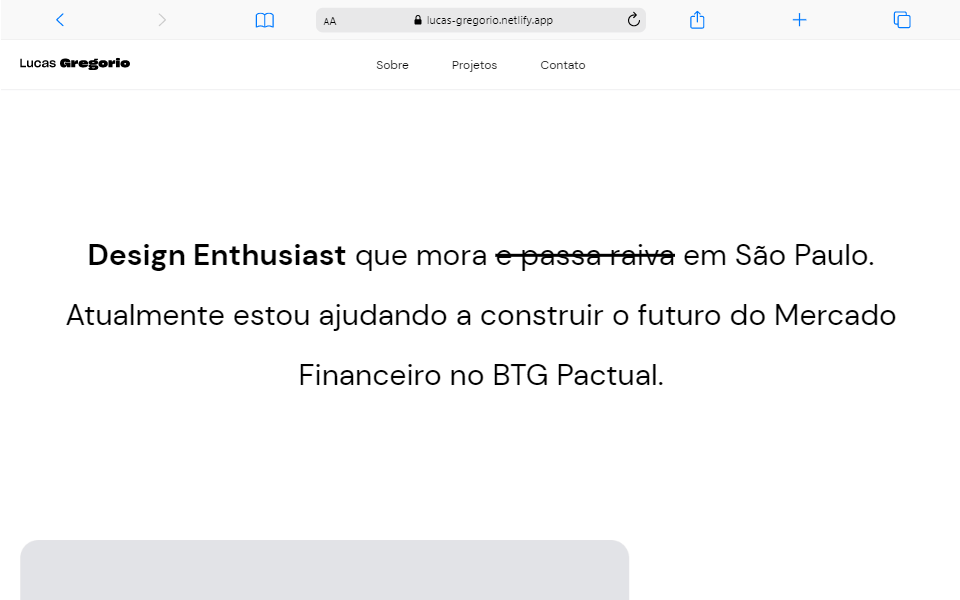 AA
lucas-gregorio.netlify.app
Lucas Gregorio
Sobre
Projetos
Contato
Design Enthusiast que mora e passa raiva em São Paulo.
Atualmente estou ajudando a construir o futuro do Mercado
Financeiro no BTG Pactual.